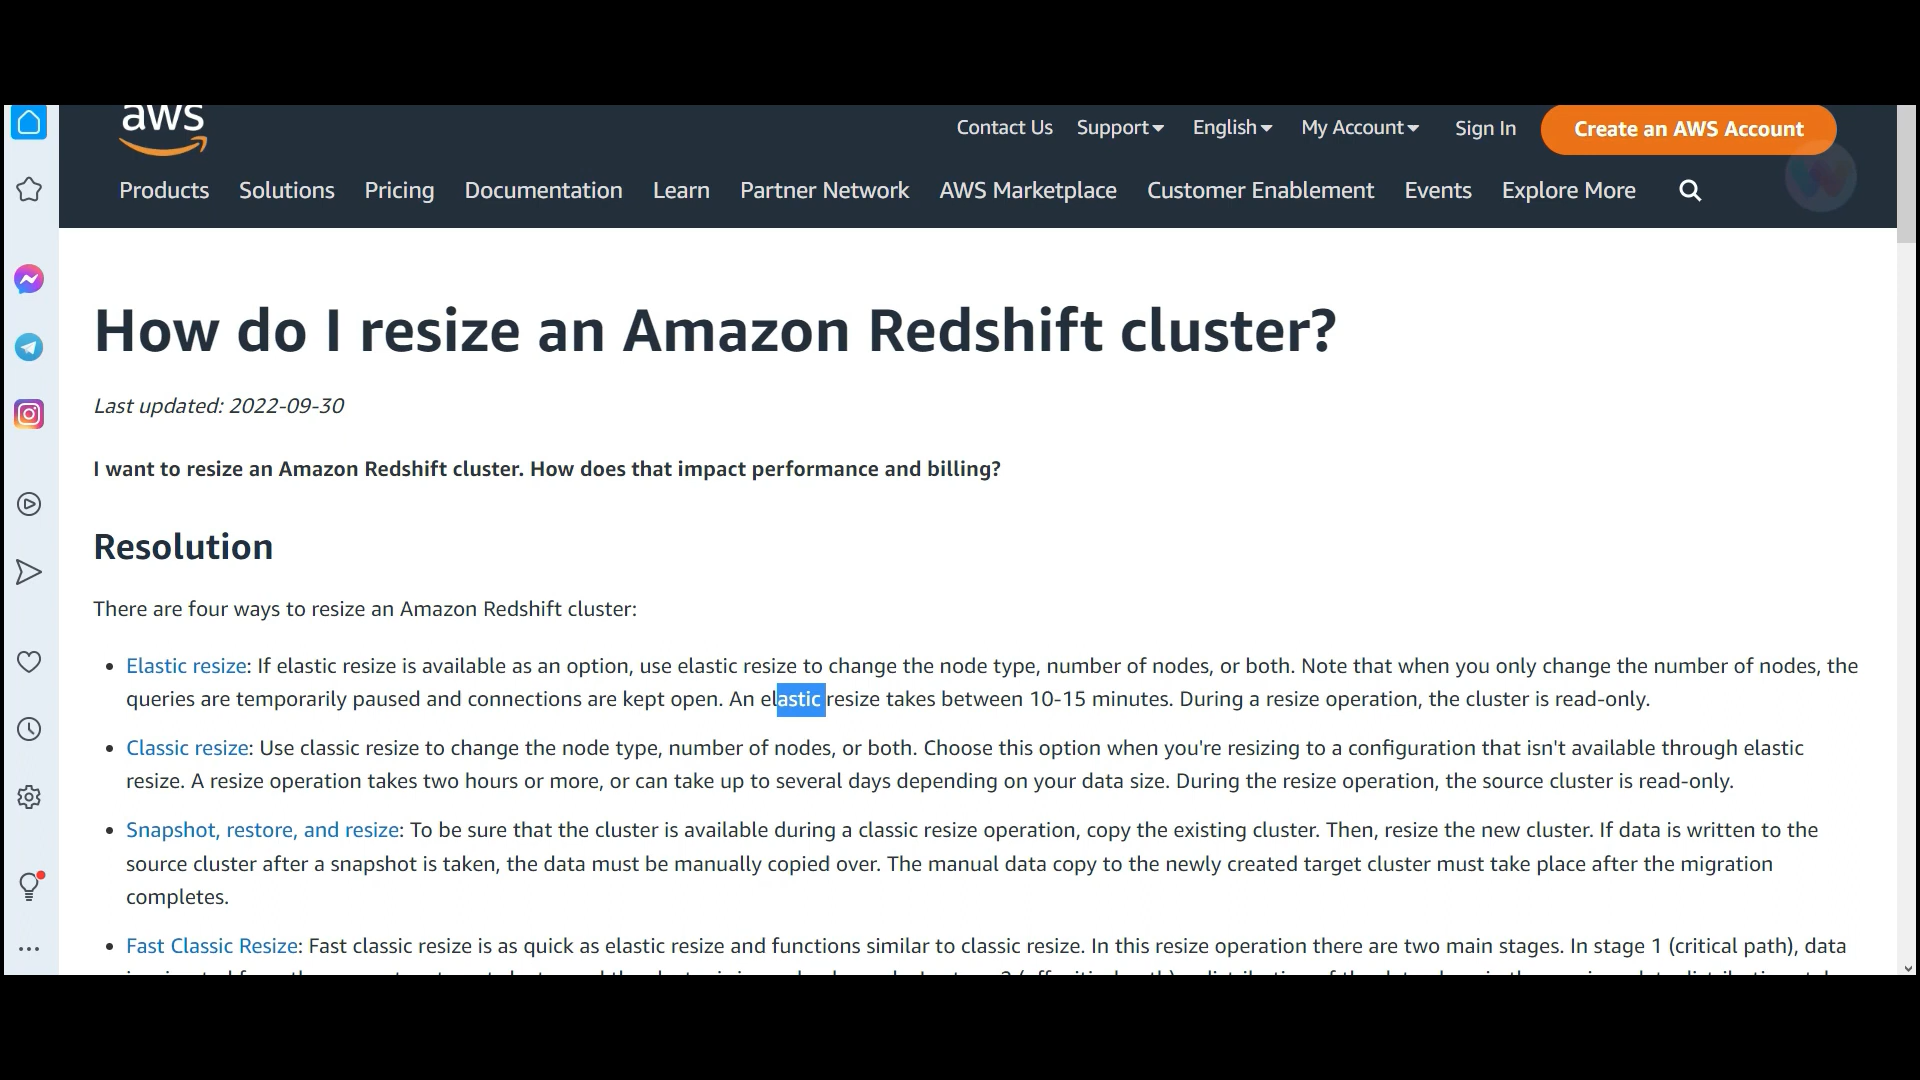 aws
Contact Us Support English My Account Sign In Create an AWS Account
Products Solutions Pricing Documentation Learn Partner Network AWS Marketplace Customer Enablement Events Explore More
How do I resize an Amazon Redshift cluster?
Last updated: 2022-09-30
I want to resize an Amazon Redshift cluster. How does that impact performance and billing?
Resolution
There are four ways to resize an Amazon Redshift cluster:
• Elastic resize: If elastic resize is available as an option, use elastic resize to change the node type, number of nodes, or both. Note that when you only change the number of nodes, the
queries are temporarily paused and connections are kept open. An elastic resize takes between 10-15 minutes. During a resize operation, the cluster is read-only.
• Classic resize: Use classic resize to change the node type, number of nodes, or both. Choose this option when you're resizing to a configuration that isn't available through elastic
resize. A resize operation takes two hours or more, or can take up to several days depending on your data size. During the resize operation, the source cluster is read-only.
• Snapshot, restore, and resize: To be sure that the cluster is available during a classic resize operation, copy the existing cluster. Then, resize the new cluster. If data is written to the
source cluster after a snapshot is taken, the data must be manually copied over. The manual data copy to the newly created target cluster must take place after the migration
completes.
• Fast Classic Resize: Fast classic resize is as quick as elastic resize and functions similar to classic resize. In this resize operation there are two main stages. In stage 1 (critical path), data